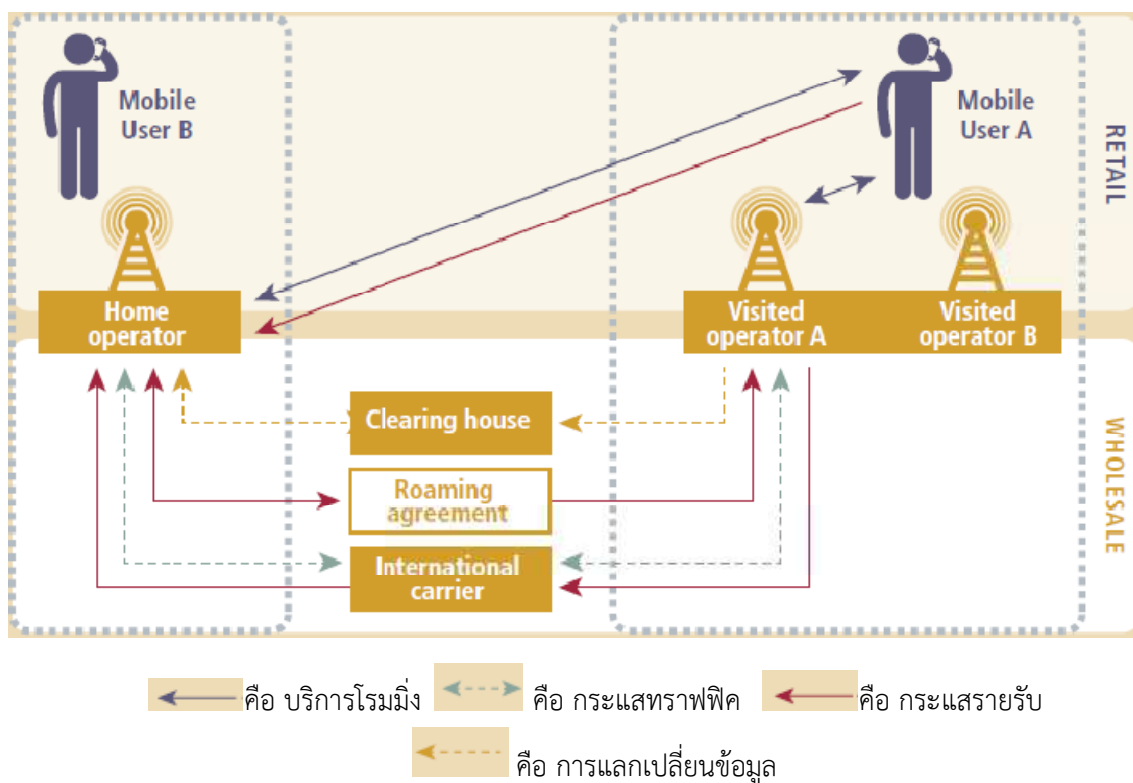 Mobile
User B
Mobile
User A
RETAIL
Home
operator
Visited
operator A
Visited
operator B
Clearing house
Roaming
agreement
International
carrier
WHOLESALE
คือ บริการโรมมิ่ง คือ กระแสทราฟฟิค คือ กระแสรายรับ
คือ การแลกเปลี่ยนข้อมูล